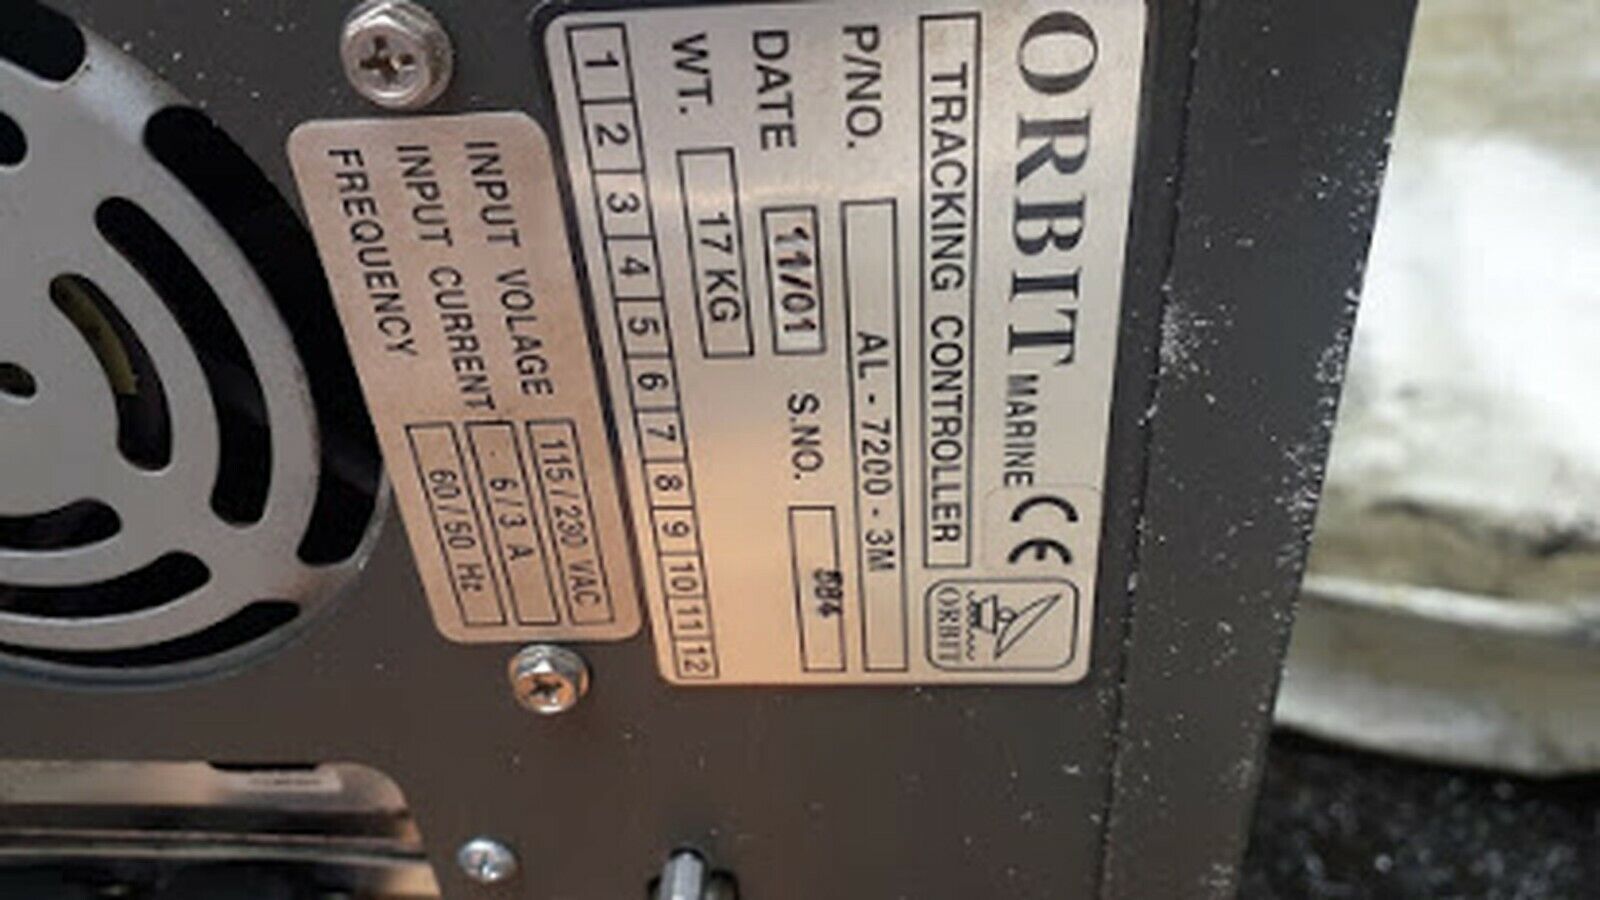 ORBIT MARINE CE
TRACKING CONTROLLER
ORBIT
P/NO. AL - 7200 - 3M
DATE 11/01 S.NO. 584
WT. 17 KG
1 2 3 4 5 6 7 8 9 10 11 12
INPUT VOLAGE 115 / 230 VAC
INPUT CURRENT 6 / 3 A
FREQUENCY 60 / 50 Hz